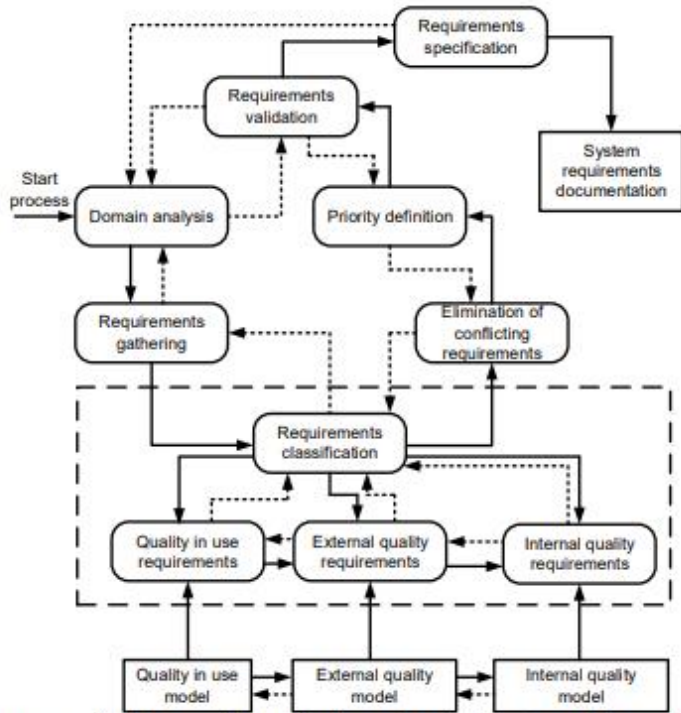 Requirements
specification
Requirements
validation
System
requirements
documentation
Start
process
Domain analysis
Priority definition
Requirements
gathering
Elimination of
conflicting
requirements
Requirements
classification
Quality in use
requirements
External quality
requirements
Internal quality
requirements
Quality in use
model
External quality
model
Internal quality
model